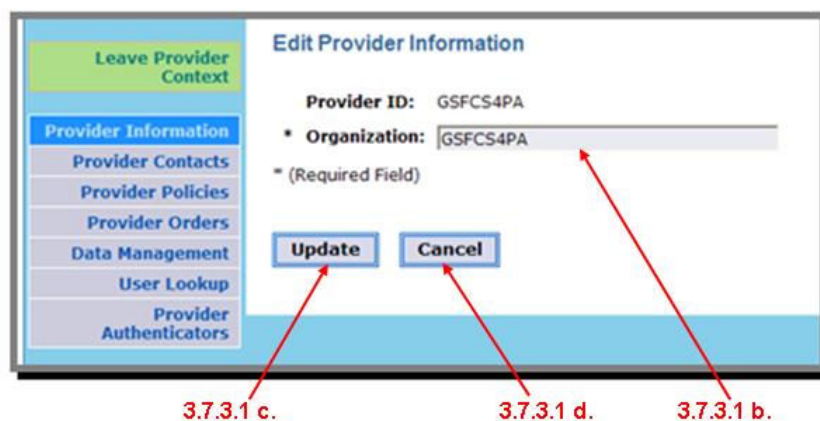 Leave Provider
Context
Provider Information
Provider Contacts
Provider Policies
Provider Orders
Data Management
User Lookup
Provider
Authenticators
Edit Provider Information
Provider ID: GSFCS4PA
* Organization: GSFCS4PA
* (Required Field)
Update Cancel
3.7.3.1 c. 3.7.3.1 d. 3.7.3.1 b.